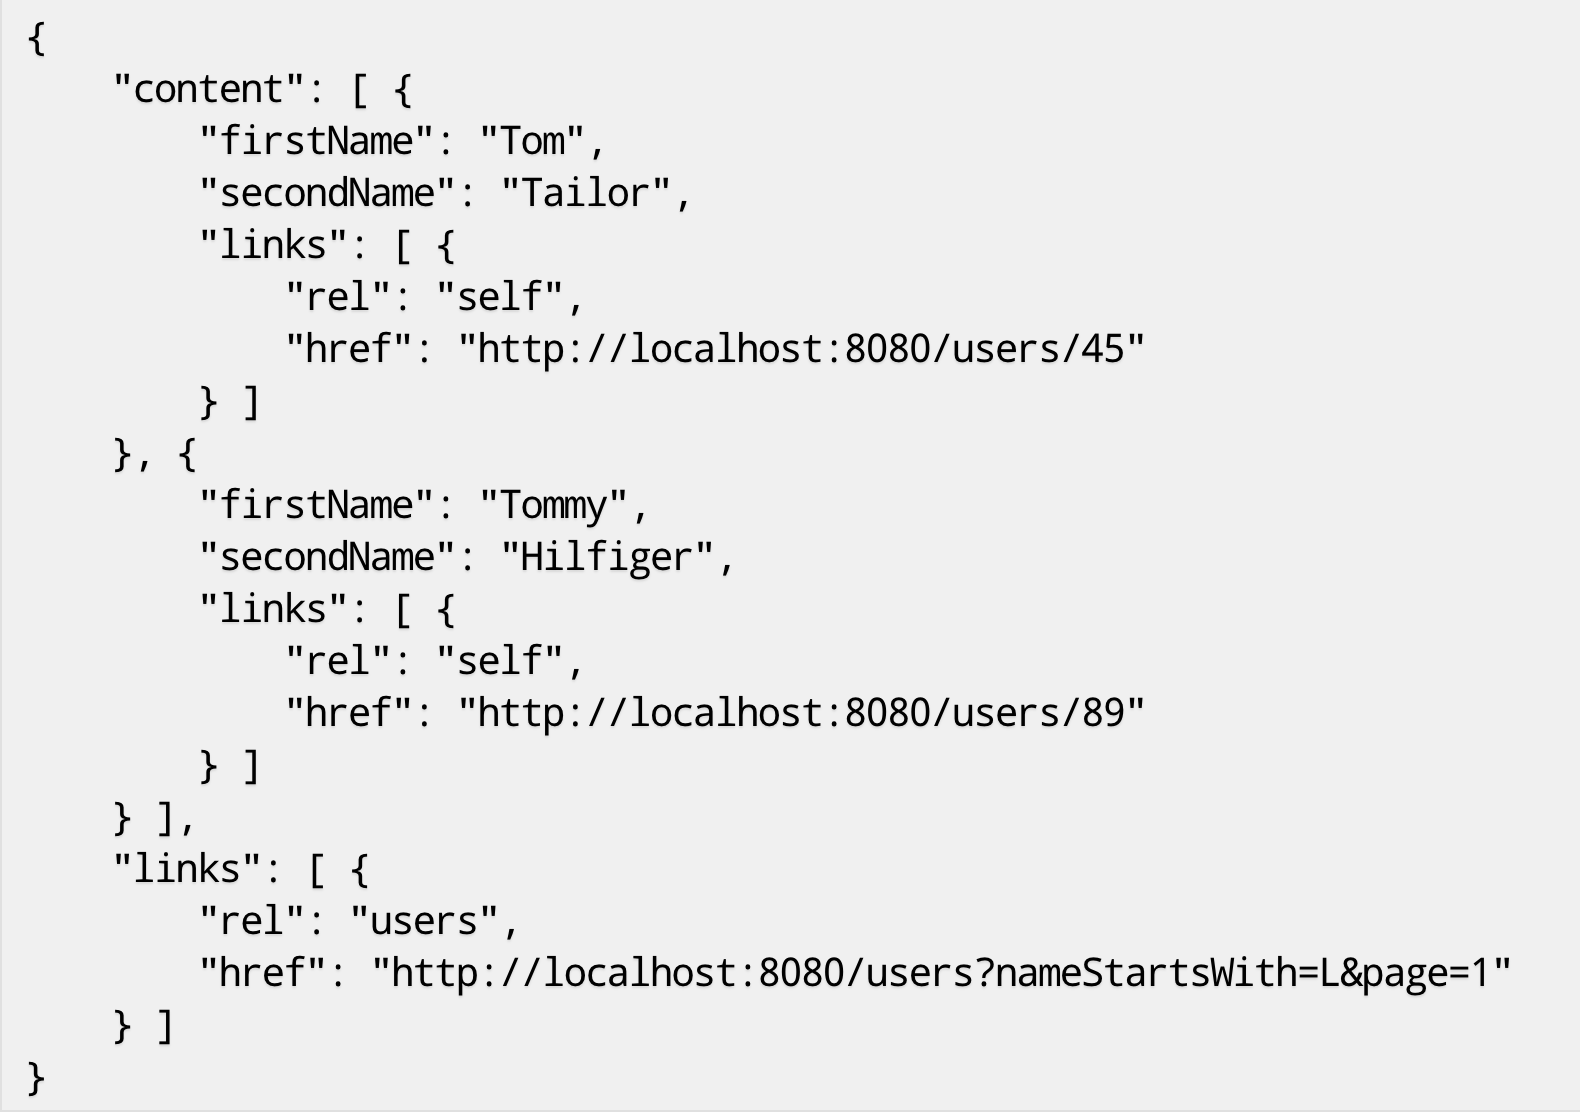 {
    "content": [ {
        "firstName": "Tom",
        "secondName": "Tailor",
        "links": [ {
            "rel": "self",
            "href": "http://localhost:8080/users/45"
        } ]
    }, {
        "firstName": "Tommy",
        "secondName": "Hilfiger",
        "links": [ {
            "rel": "self",
            "href": "http://localhost:8080/users/89"
        } ]
    } ],
    "links": [ {
        "rel": "users",
        "href": "http://localhost:8080/users?nameStartsWith=L&page=1"
    } ]
}